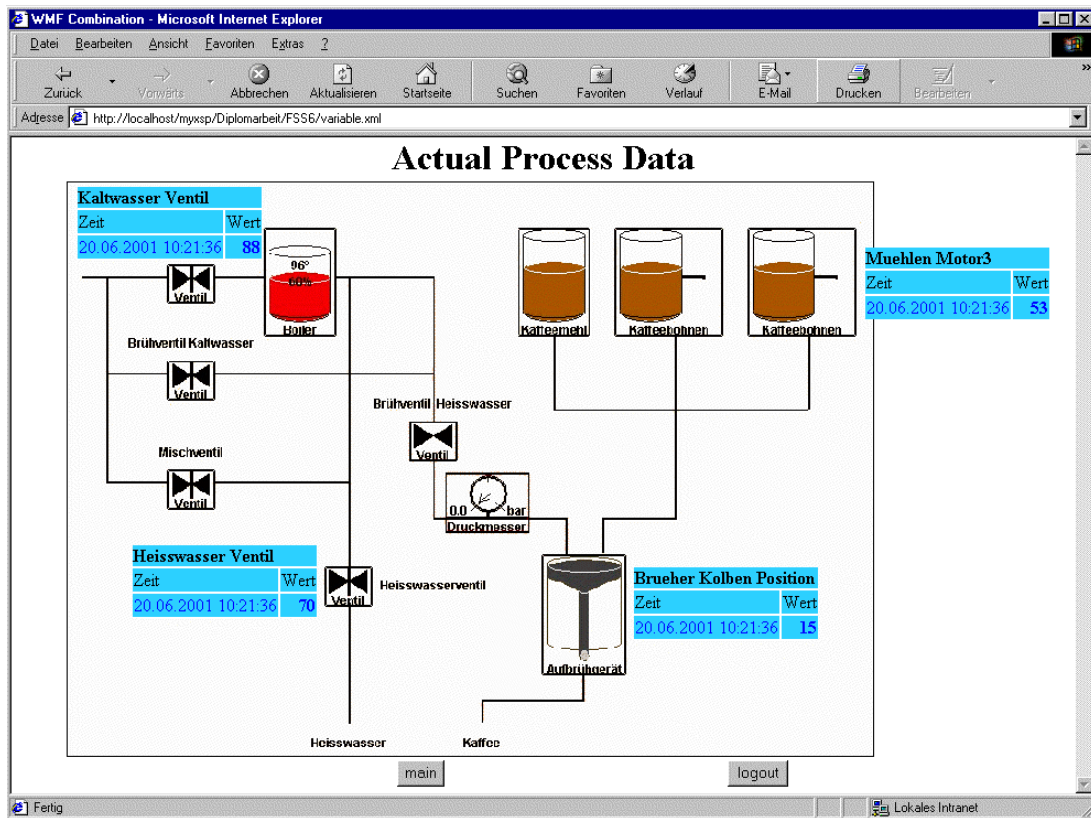 WMF Combination - Microsoft Internet Explorer
Datei Bearbeiten Ansicht Favoriten Extras ?
Zurück Vorwärts Abbrechen Aktualisieren Startseite Suchen Favoriten Verlauf E-Mail Drucken Bearbeiten
»
Adresse http://localhost/myxsp/Diplomarbeit/FSS6/variable.xml
Actual Process Data
Kaltwasser Ventil
Zeit Wert
20.06.2001 10:21:36 88
Ventil
96°
60%
Boiler
Kaffeemehl
Kaffeebohnen
Kaffeebohnen
Muehlen Motor3
Zeit Wert
20.06.2001 10:21:36 53
Brühventil Kaltwasser
Ventil
Brühventil Heisswasser
Ventil
Mischventil
Ventil
0.0 bar
Druckmesser
Heisswasser Ventil
Zeit Wert
20.06.2001 10:21:36 70
Ventil
Heisswasserventil
Brueher Kolben Position
Zeit Wert
20.06.2001 10:21:36 15
Aufbrühgerät
Heisswasser
Kaffee
main
logout
Fertig
Lokales Intranet